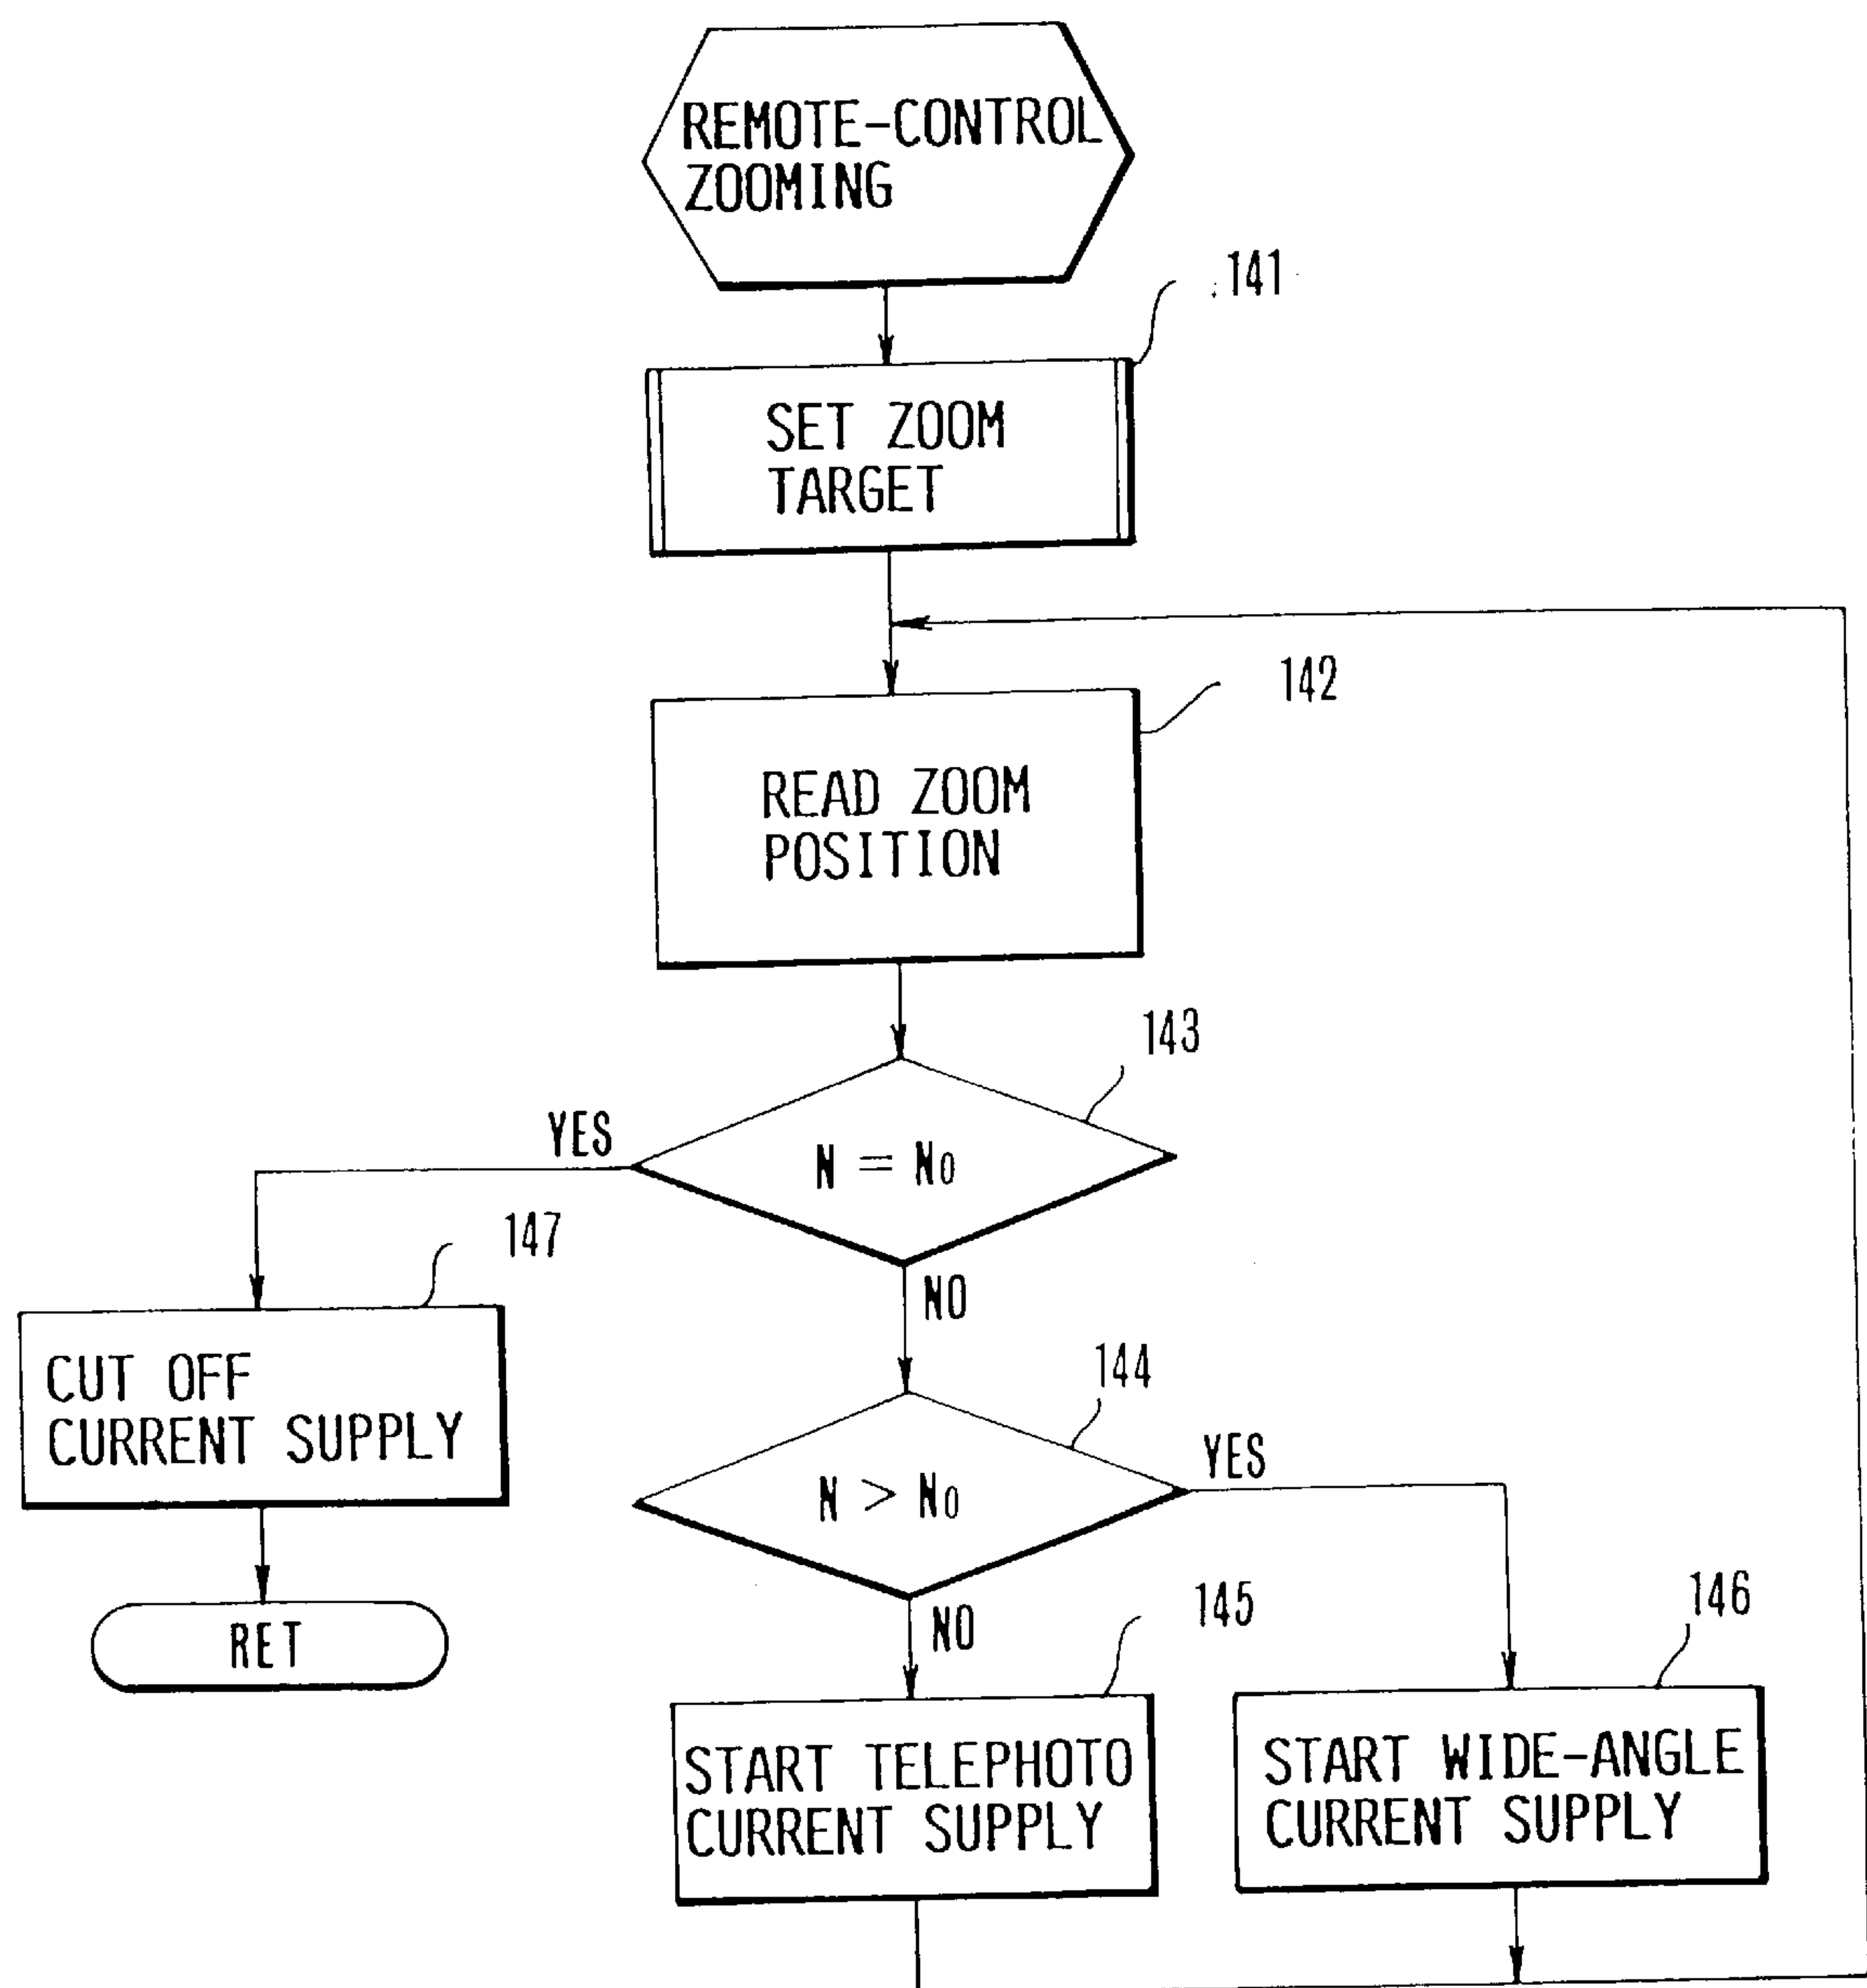 REMOTE-CONTROL
ZOOMING
141
SET ZOOM
TARGET
142
READ ZOOM
POSITION
143
YES
N = N0
147
NO
CUT OFF
CURRENT SUPPLY
144
YES
N > N0
RET
NO
145
146
START TELEPHOTO
CURRENT SUPPLY
START WIDE-ANGLE
CURRENT SUPPLY